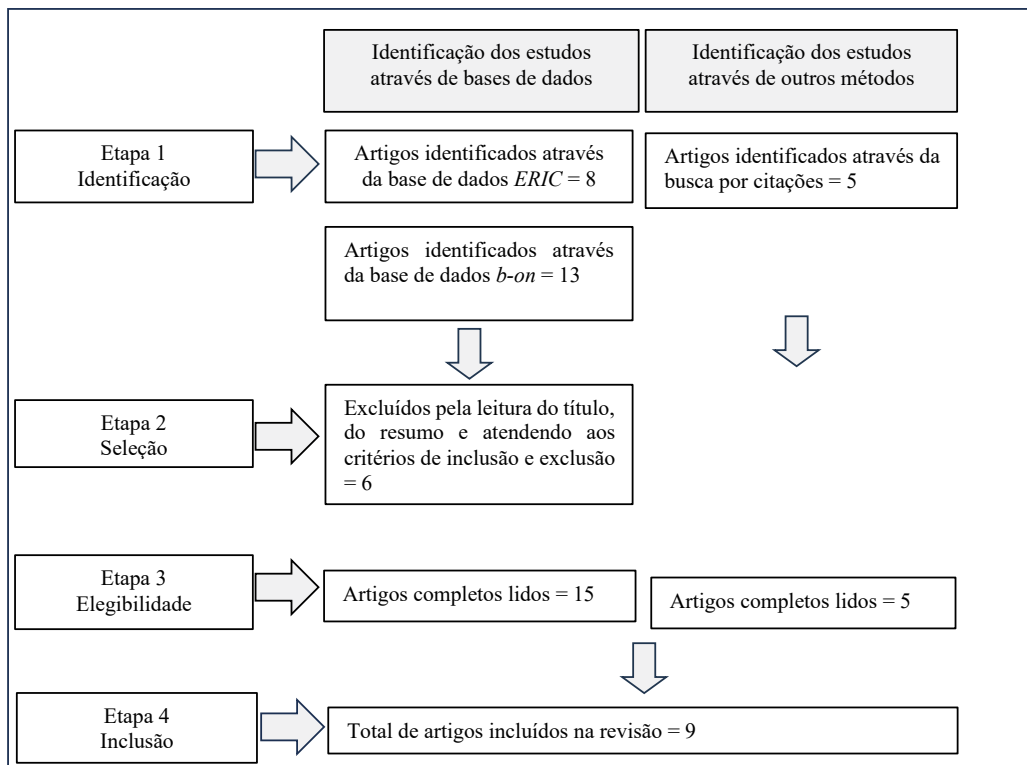 Identificação dos estudos
através de bases de dados
Identificação dos estudos
através de outros métodos
Etapa 1
Identificação
Artigos identificados através
da base de dados ERIC = 8
Artigos identificados através da
busca por citações = 5
Artigos identificados através
da base de dados b-on = 13
Etapa 2
Seleção
Excluídos pela leitura do título,
do resumo e atendendo aos
critérios de inclusão e exclusão
= 6
Etapa 3
Elegibilidade
Artigos completos lidos = 15
Artigos completos lidos = 5
Etapa 4
Inclusão
Total de artigos incluídos na revisão = 9